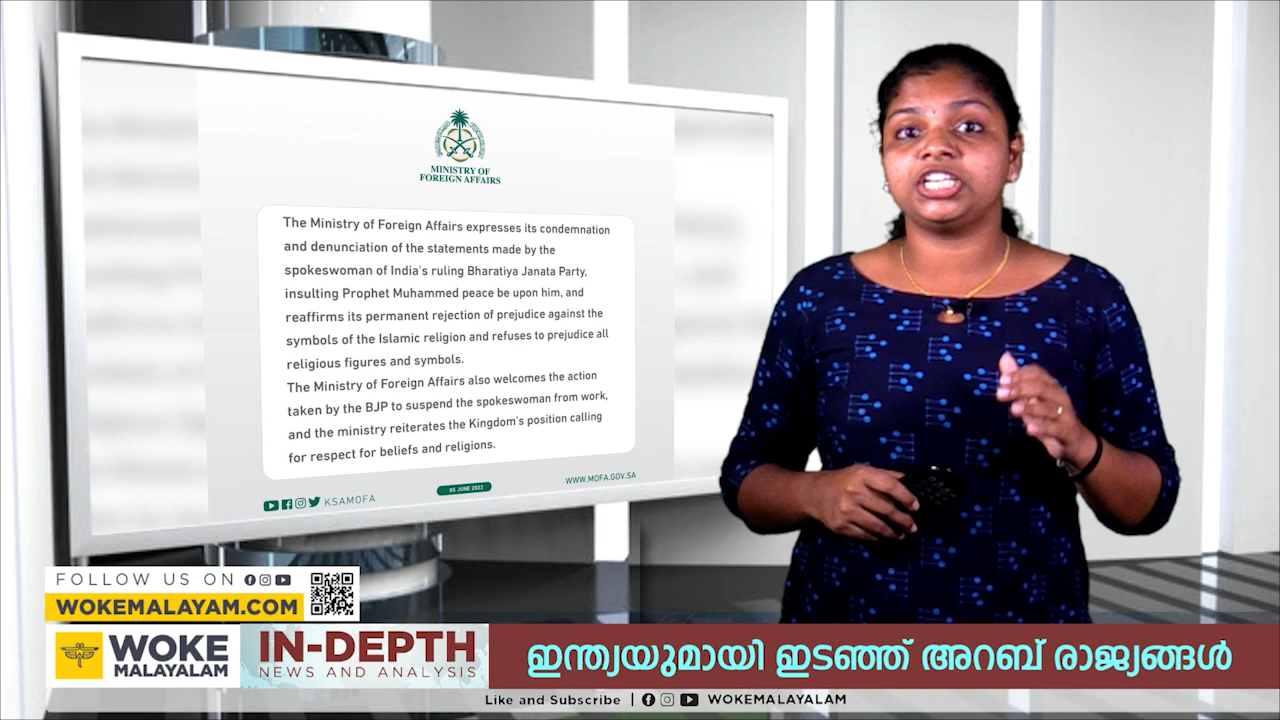 MINISTRY OF
FOREIGN AFFAIRS
The Ministry of Foreign Affairs expresses its condemnation
and denunciation of the statements made by the
spokeswoman of India's ruling Bharatiya Janata Party,
insulting Prophet Muhammed peace be upon him, and
reaffirms its permanent rejection of prejudice against the
symbols of the Islamic religion and refuses to prejudice all
religious figures and symbols.
The Ministry of Foreign Affairs also welcomes the action
taken by the BJP to suspend the spokeswoman from work,
and the ministry reiterates the Kingdom's position calling
for respect for beliefs and religions.
KSAMOFA
05 JUNE 2022
WWW.MOFA.GOV.SA
FOLLOW US ON
WOKEMALAYAM.COM
WOKE
MALAYALAM
IN-DEPTH
NEWS AND ANALYSIS
ഇന്ത്യയുമായി ഇടഞ്ഞ് അറബ് രാജ്യങ്ങൾ
Like and Subscribe | WOKEMALAYALAM